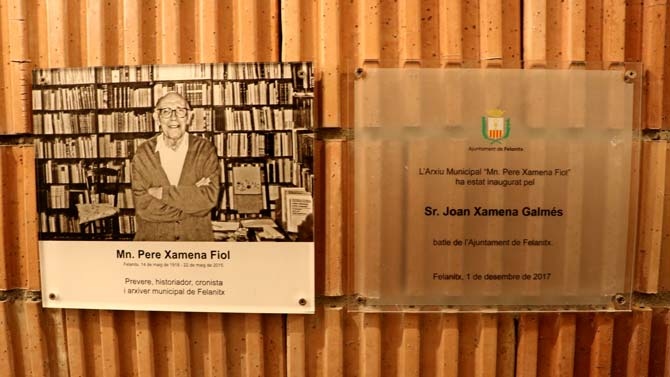 Mn. Pere Xamena Fiol
Felanitx, 14 de maig de 1918 - 22 de maig de 2015
Prevere, historiador, cronista
i arxiver municipal de Felanitx
Ajuntament de Felanitx
L'Arxiu Municipal "Mn. Pere Xamena Fiol"
ha estat inaugurat pel
Sr. Joan Xamena Galmés
batle de l'Ajuntament de Felanitx.
Felanitx, 1 de desembre de 2017